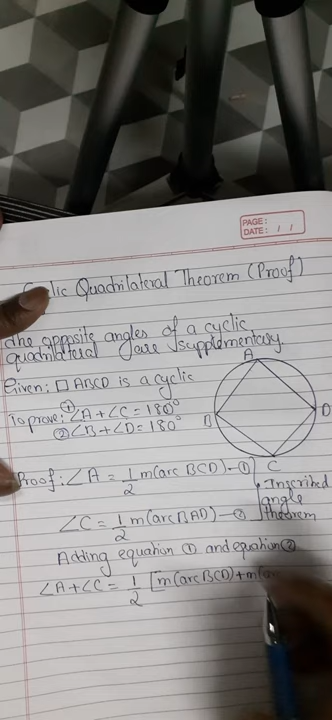 PAGE:
DATE: / /
Cyclic Quadrilateral Theorem (Proof)
The opposite angles of a cyclic
quadrilateral are supplementary.
Given: □ ABCD is a cyclic
To prove: ① ∠A + ∠C = 180°
② ∠B + ∠D = 180°
A
B
D
C
Proof: ∠A = 1/2 m(arc BCD) - ①
∠C = 1/2 m(arc BAD) - ②
Inscribed
angle
theorem
Adding equation ① and equation ②
∠A + ∠C = 1/2 [m(arc BCD) + m(arc